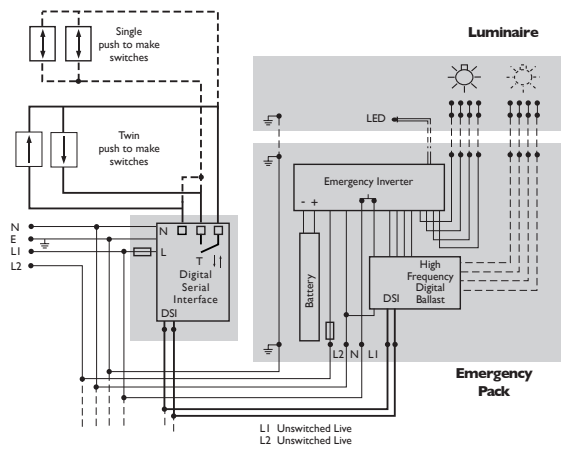 Single
push to make
switches
Luminaire
LED
Twin
push to make
switches
Emergency Inverter
- +
N
E
L1
L2
N
L
T
Digital
Serial
Interface
DSI
Battery
High
Frequency
Digital
Ballast
DSI
L2 N L1
Emergency
Pack
L1 Unswitched Live
L2 Unswitched Live